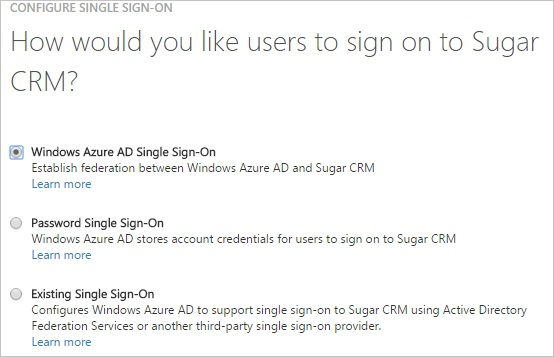 CONFIGURE SINGLE SIGN-ON
How would you like users to sign on to Sugar
CRM?
Windows Azure AD Single Sign-On
Establish federation between Windows Azure AD and Sugar CRM
Learn more
Password Single Sign-On
Windows Azure AD stores account credentials for users to sign on to Sugar CRM
Learn more
Existing Single Sign-On
Configures Windows Azure AD to support single sign-on to Sugar CRM using Active Directory
Federation Services or another third-party single sign-on provider.
Learn more